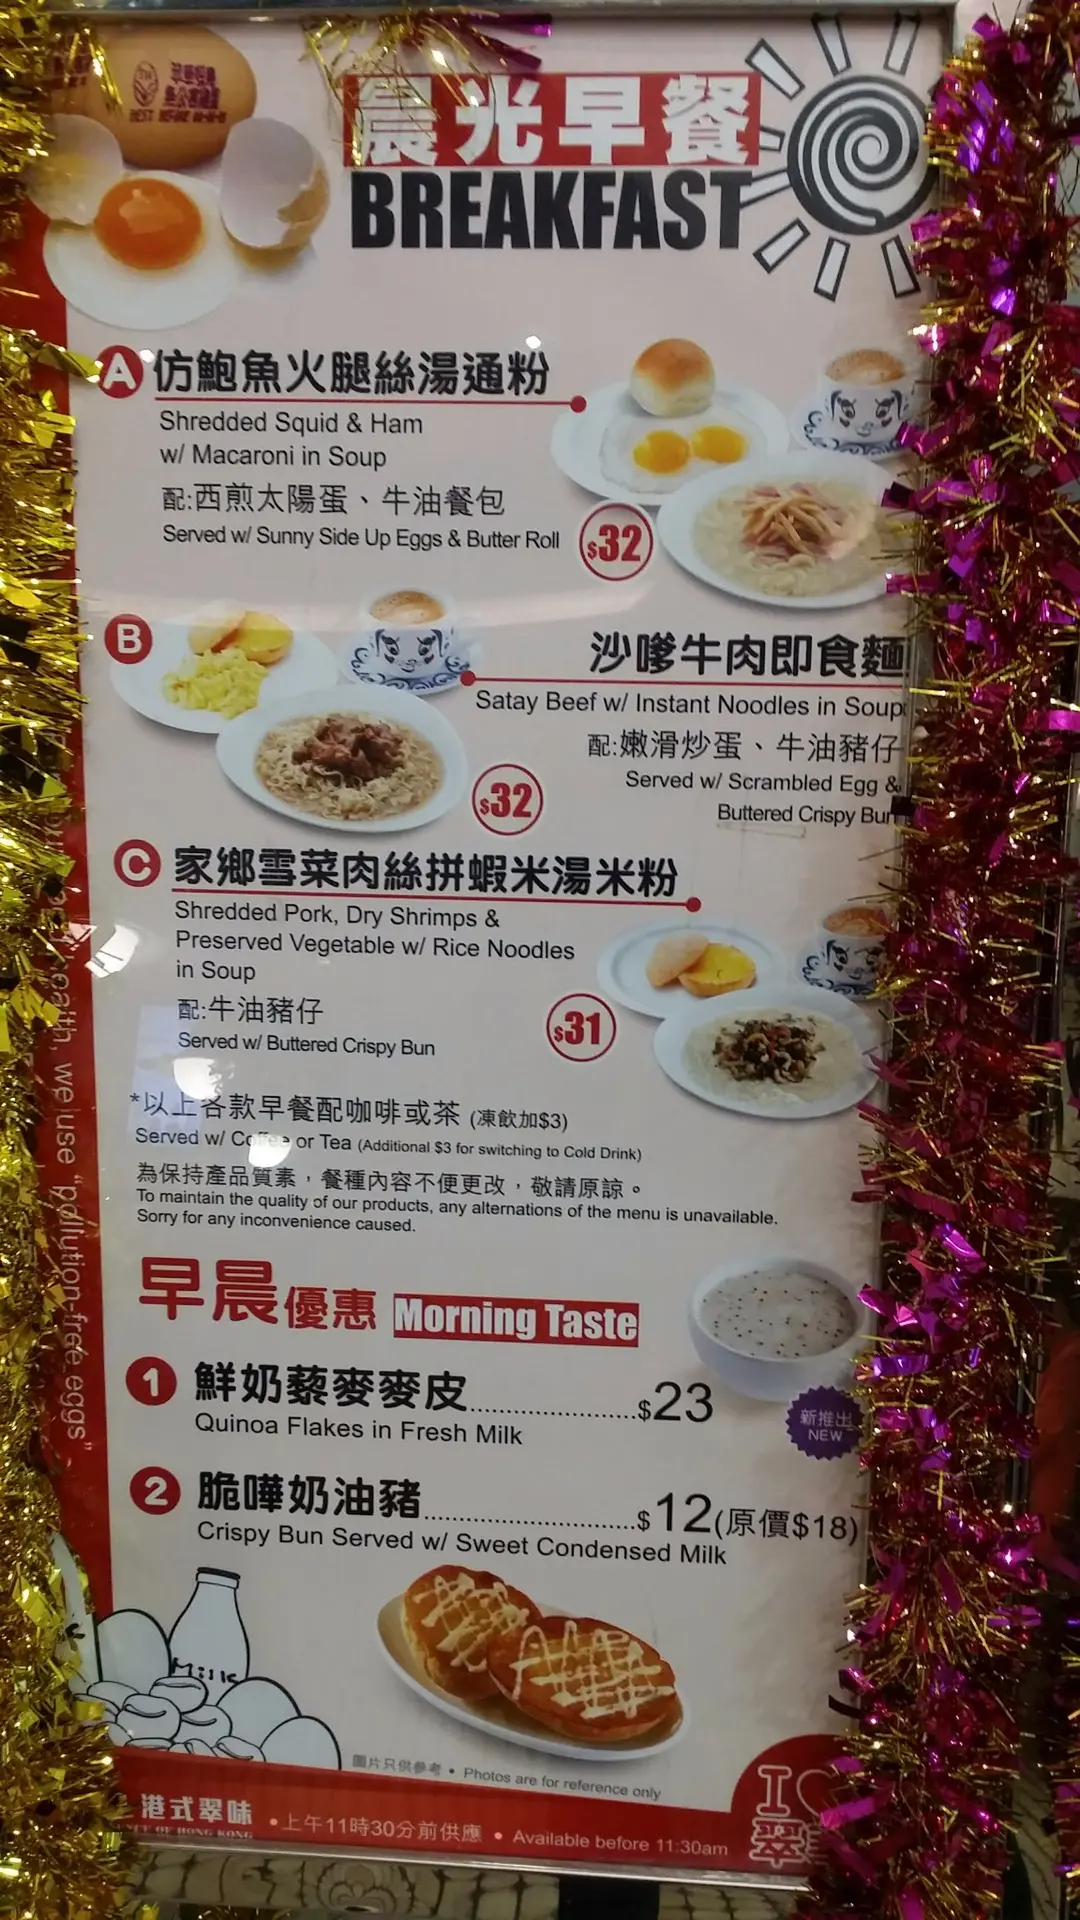 晨光早餐
BREAKFAST
A 仿鮑魚火腿絲湯通粉
Shredded Squid & Ham
w/ Macaroni in Soup
配:西煎太陽蛋、牛油餐包
Served w/ Sunny Side Up Eggs & Butter Roll
$32
B
沙嗲牛肉即食麵
Satay Beef w/ Instant Noodles in Soup
配:嫩滑炒蛋、牛油豬仔
Served w/ Scrambled Egg &
Buttered Crispy Bun
$32
C 家鄉雪菜肉絲拼蝦米湯米粉
Shredded Pork, Dry Shrimps &
Preserved Vegetable w/ Rice Noodles
in Soup
配:牛油豬仔
Served w/ Buttered Crispy Bun
$31
*以上各款早餐配咖啡或茶 (凍飲加$3)
Served w/ Coffee or Tea (Additional $3 for switching to Cold Drink)
為保持產品質素，餐種內容不便更改，敬請原諒。
To maintain the quality of our products, any alternations of the menu is unavailable.
Sorry for any inconvenience caused.
早晨優惠 Morning Taste
1 鮮奶藜麥麥皮........................$23
Quinoa Flakes in Fresh Milk
新推出
NEW
2 脆嘩奶油豬..............................$12(原價$18)
Crispy Bun Served w/ Sweet Condensed Milk
Milk
圖片只供參考 • Photos are for reference only
港式翠味
OF HONG KONG
•上午11時30分前供應 • Available before 11:30am
I
翠
health, we use "pollution-free eggs"